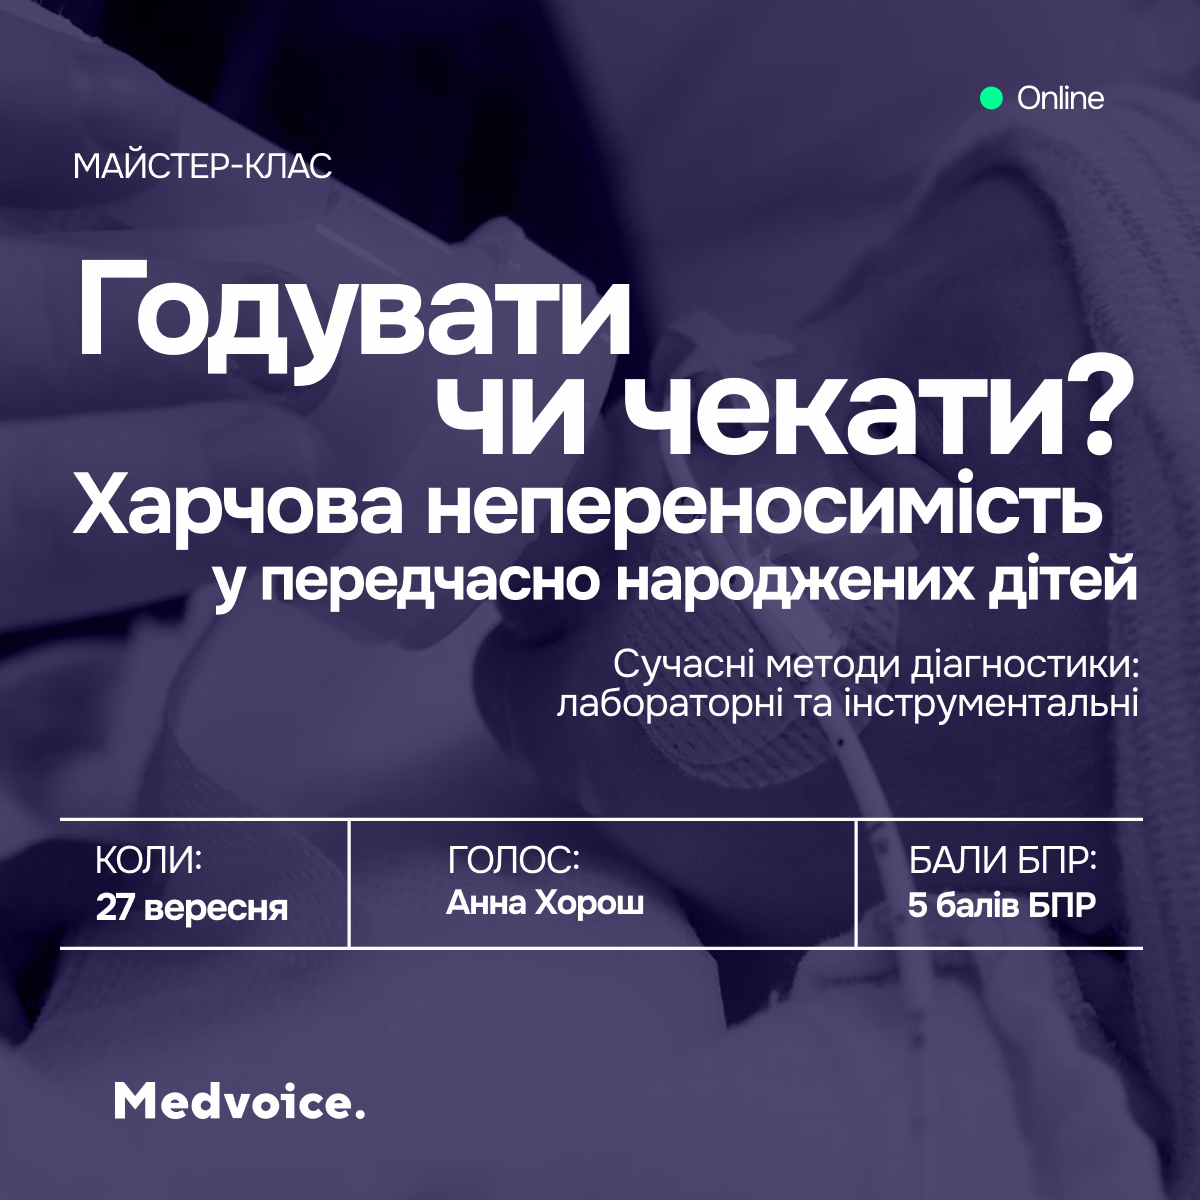 Online
МАЙСТЕР-КЛАС
Годувати
чи чекати?
Харчова непереносимість
у передчасно народжених дітей
Сучасні методи діагностики:
лабораторні та інструментальні
КОЛИ:
27 вересня
ГОЛОС:
Анна Хорош
БАЛИ БПР:
5 балів БПР
Medvoice.